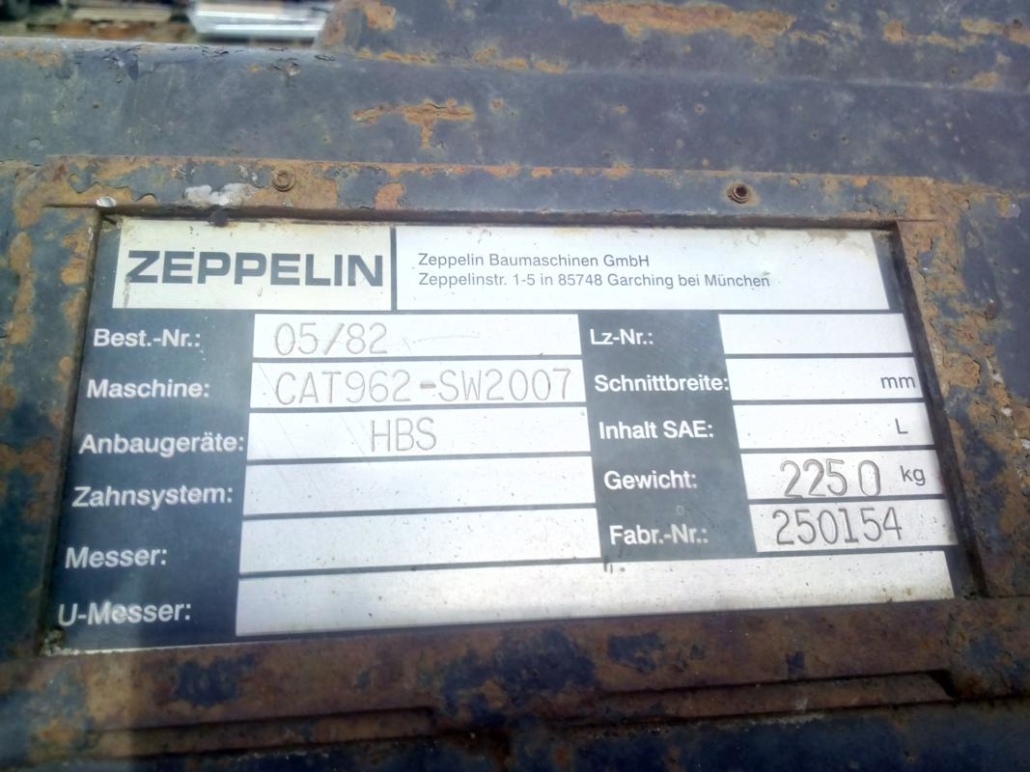 ZEPPELIN
Zeppelin Baumaschinen GmbH
Zeppelinstr. 1-5 in 85748 Garching bei München
Best.-Nr.: 05/82
Maschine: CAT962-SW2007
Anbaugeräte: HBS
Zahnsystem:
Messer:
U-Messer:
Lz-Nr.:
Schnittbreite: mm
Inhalt SAE: L
Gewicht: 2250 kg
Fabr.-Nr.: 250154